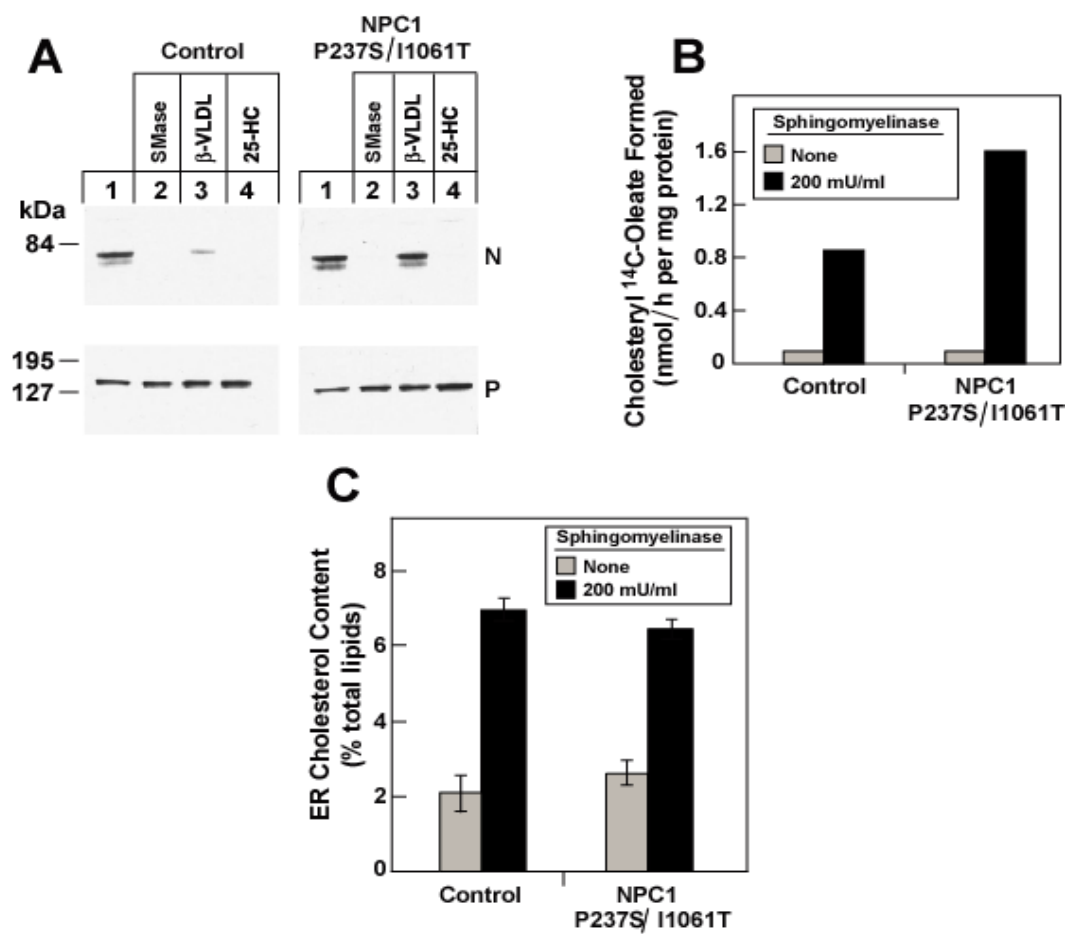 A
Control
NPC1
P237S/I1061T
SMase
β-VLDL
25-HC
SMase
β-VLDL
25-HC
1 2 3 4
1 2 3 4
kDa
84
N
195
127
P
B
Cholesteryl ¹⁴C-Oleate Formed
(nmol/h per mg protein)
Sphingomyelinase
None
200 mU/ml
1.6
1.2
0.8
0.4
0
Control
NPC1
P237S/I1061T
C
ER Cholesterol Content
(% total lipids)
Sphingomyelinase
None
200 mU/ml
8
6
4
2
0
Control
NPC1
P237S/ I1061T